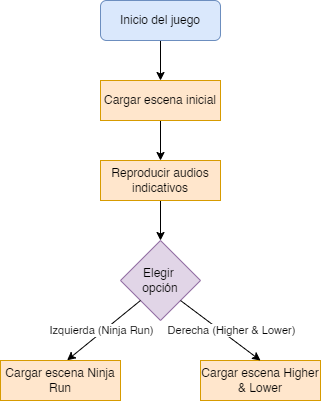 Inicio del juego
Cargar escena inicial
Reproducir audios
indicativos
Elegir
opción
Izquierda (Ninja Run)
Derecha (Higher & Lower)
Cargar escena Ninja
Run
Cargar escena Higher
& Lower